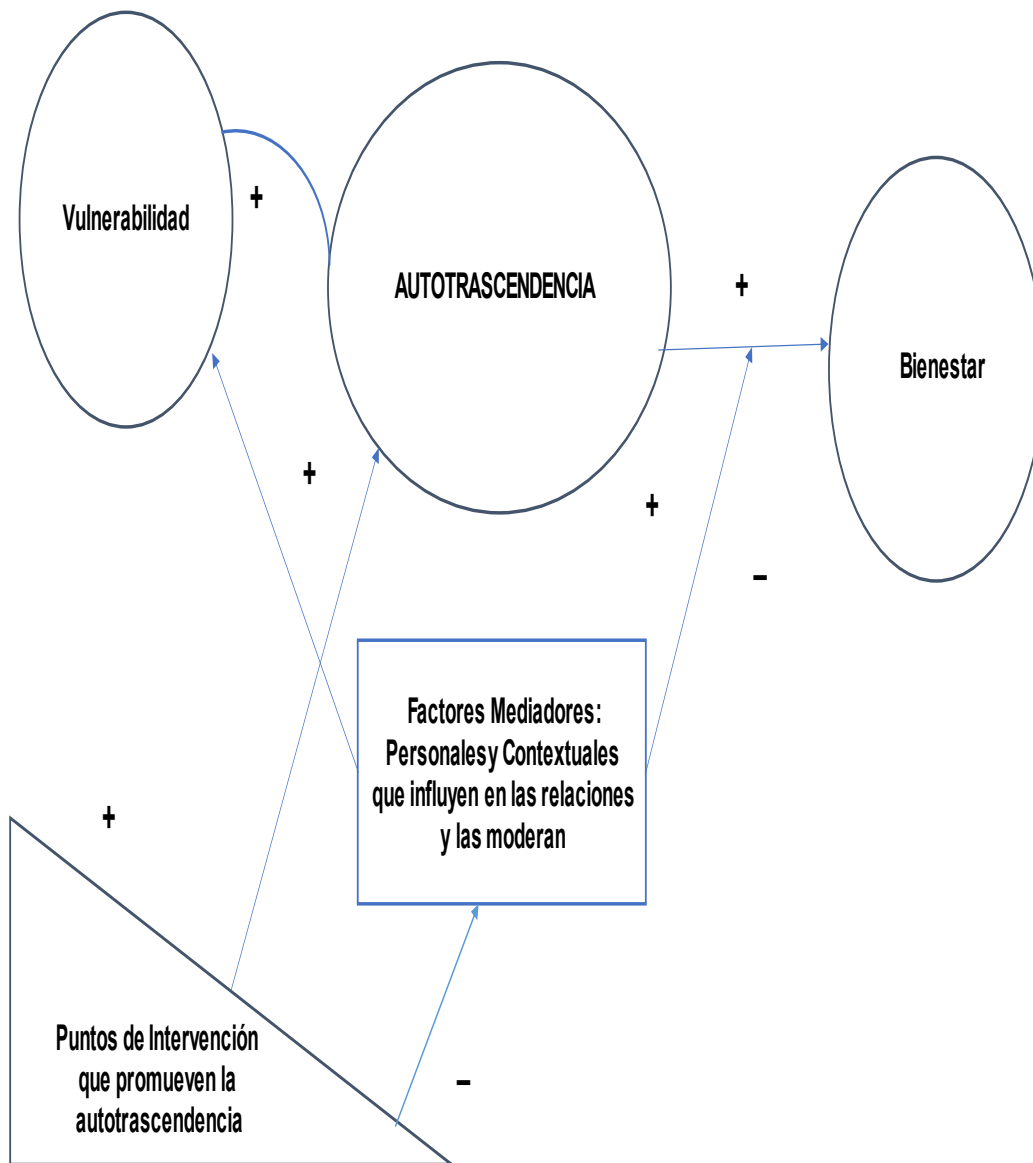 Vulnerabilidad
+
AUTOTRASCENDENCIA
+
Bienestar
+
+
–
Factores Mediadores:
Personales y Contextuales
que influyen en las relaciones
y las moderan
+
Puntos de Intervención
que promueven la
autotrascendencia
–